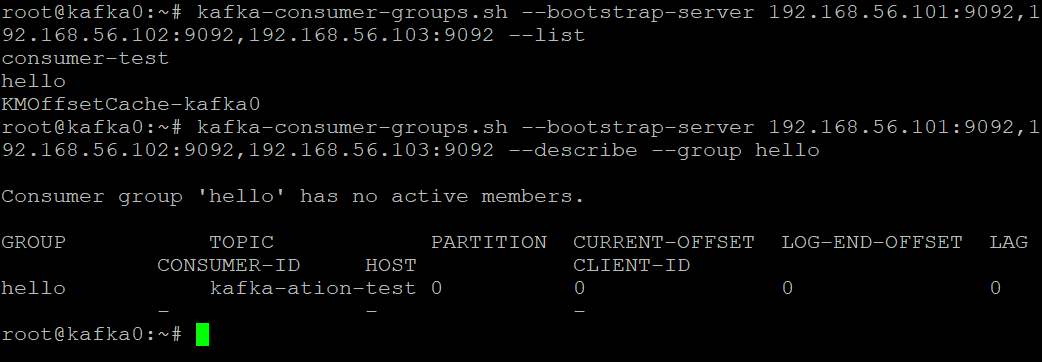 root@kafka0:~# kafka-consumer-groups.sh --bootstrap-server 192.168.56.101:9092,1
92.168.56.102:9092,192.168.56.103:9092 --list
consumer-test
hello
KMOffsetCache-kafka0
root@kafka0:~# kafka-consumer-groups.sh --bootstrap-server 192.168.56.101:9092,1
92.168.56.102:9092,192.168.56.103:9092 --describe --group hello
Consumer group 'hello' has no active members.
GROUP TOPIC PARTITION CURRENT-OFFSET LOG-END-OFFSET LAG
CONSUMER-ID HOST CLIENT-ID
hello kafka-ation-test 0 0 0 0
- - -
root@kafka0:~#